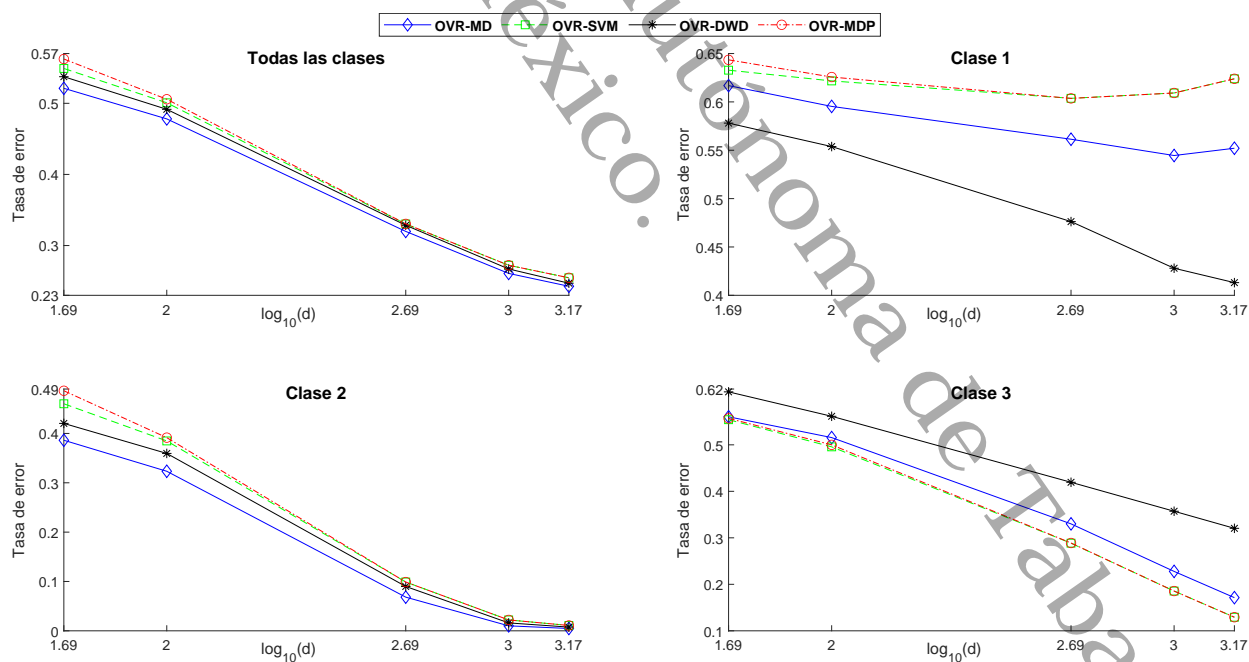 OVR-MD OVR-SVM OVR-DWD OVR-MDP
Todas las clases
0.57
0.5
0.4
0.3
0.23
Tasa de error
1.69 2 2.69 3 3.17
log10(d)
Clase 1
0.65
0.6
0.55
0.5
0.45
0.4
Tasa de error
1.69 2 2.69 3 3.17
log10(d)
Clase 2
0.49
0.4
0.3
0.2
0.1
0
Tasa de error
1.69 2 2.69 3 3.17
log10(d)
Clase 3
0.62
0.5
0.4
0.3
0.2
0.1
Tasa de error
1.69 2 2.69 3 3.17
log10(d)
éxico.
utónoma de Taba